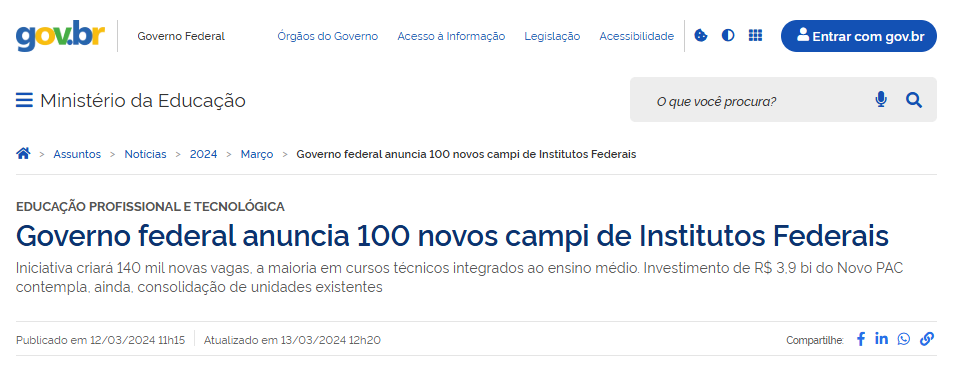 gov.br
Governo Federal
Órgãos do Governo
Acesso à Informação
Legislação
Acessibilidade
Entrar com gov.br
Ministério da Educação
O que você procura?
> Assuntos > Notícias > 2024 > Março > Governo federal anuncia 100 novos campi de Institutos Federais
EDUCAÇÃO PROFISSIONAL E TECNOLÓGICA
Governo federal anuncia 100 novos campi de Institutos Federais
Iniciativa criará 140 mil novas vagas, a maioria em cursos técnicos integrados ao ensino médio. Investimento de R$ 3,9 bi do Novo PAC
contempla, ainda, consolidação de unidades existentes
Publicado em 12/03/2024 11h15
Atualizado em 13/03/2024 12h20
Compartilhe: